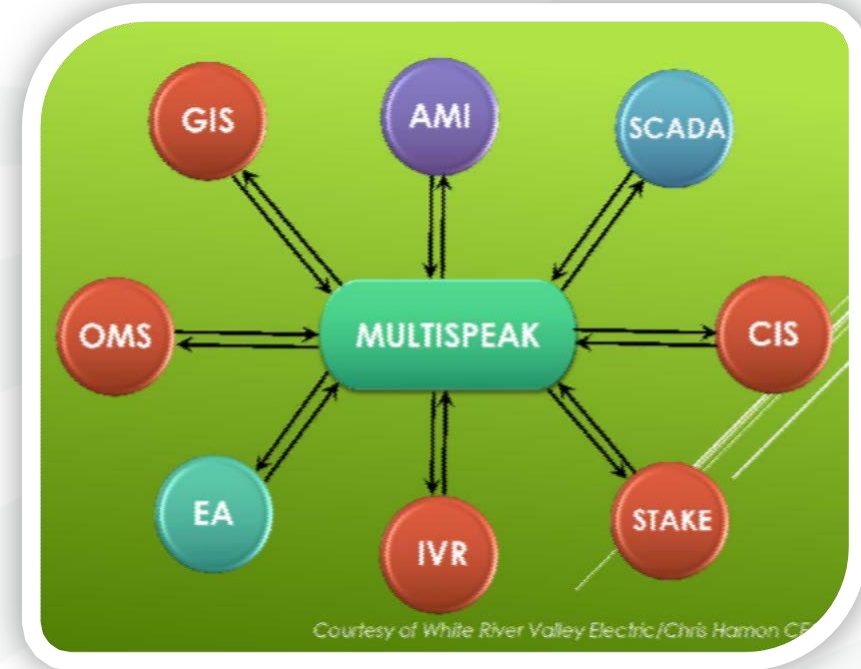 GIS
AMI
SCADA
OMS
MULTISPEAK
CIS
EA
IVR
STAKE
Courtesy of White River Valley Electric/Chris Hamon